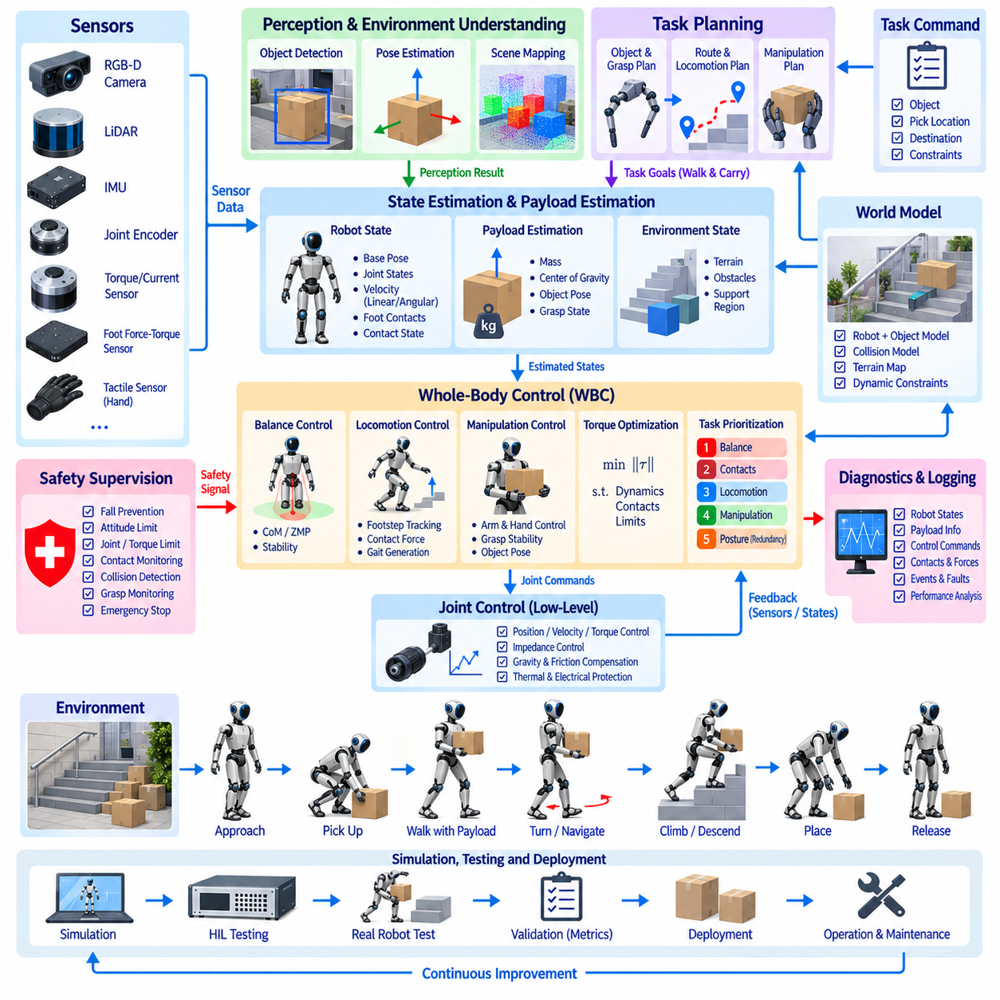 Sensors
RGB-D
Camera
LiDAR
IMU
Joint Encoder
Torque/Current
Sensor
Foot Force-Torque
Sensor
Tactile Sensor
(Hand)
...
Sensor
Data
Perception & Environment Understanding
Object Detection
Pose Estimation
Scene Mapping
Perception Result
Task Planning
Object &
Grasp Plan
Route &
Locomotion Plan
Manipulation
Plan
Task Goals (Walk & Carry)
Task Command
Object
Pick Location
Destination
Constraints
State Estimation & Payload Estimation
Robot State
• Base Pose
• Joint States
• Velocity
(Linear/Angular)
• Foot Contacts
• Contact State
Payload Estimation
kg
• Mass
• Center of Gravity
• Object Pose
• Grasp State
Environment State
• Terrain
• Obstacles
• Support
Region
Estimated States
World Model
Robot + Object Model
Collision Model
Terrain Map
Dynamic Constraints
Whole-Body Control (WBC)
Balance Control
• CoM / ZMP
• Stability
Locomotion Control
• Footstep Tracking
• Contact Force
• Gait Generation
Manipulation Control
• Arm & Hand Control
• Grasp Stability
• Object Pose
Torque Optimization
min ||τ||
s.t. Dynamics
Contacts
Limits
Task Prioritization
1 Balance
2 Contacts
3 Locomotion
4 Manipulation
5 Posture (Redundancy)
Safety Supervision
Fall Prevention
Attitude Limit
Joint / Torque Limit
Contact Monitoring
Collision Detection
Grasp Monitoring
Emergency Stop
Safety
Signal
Diagnostics & Logging
Robot States
Payload Info
Control Commands
Contacts & Forces
Events & Faults
Performance Analysis
Joint Commands
Joint Control (Low-Level)
Position / Velocity / Torque Control
Impedance Control
Gravity & Friction Compensation
Thermal & Electrical Protection
Feedback
(Sensors / States)
Environment
Approach
Pick Up
Walk with Payload
Turn / Navigate
Climb / Descend
Place
Release
Simulation, Testing and Deployment
Simulation
HIL Testing
Real Robot Test
Validation (Metrics)
Deployment
Operation & Maintenance
Continuous Improvement